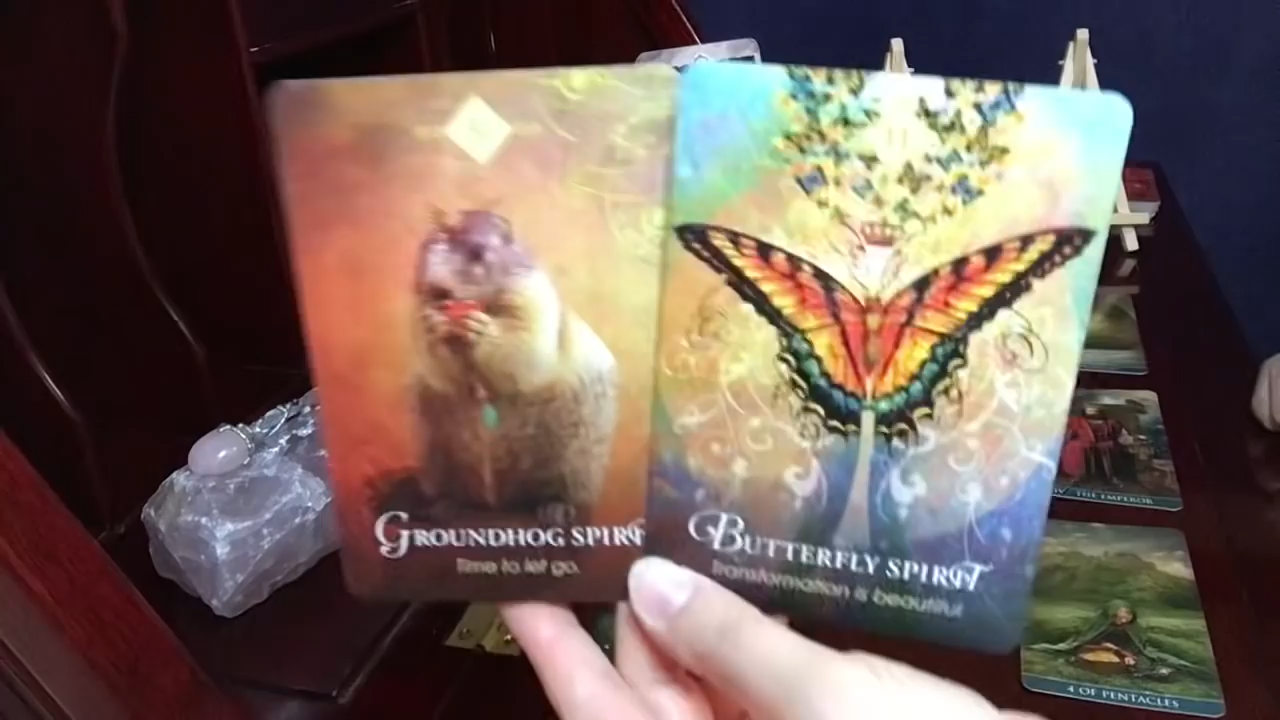 GROUNDHOG SPIRIT
Time to let go.
BUTTERFLY SPIRIT
Transformation is beautiful
IV THE EMPEROR
4 OF PENTACLES